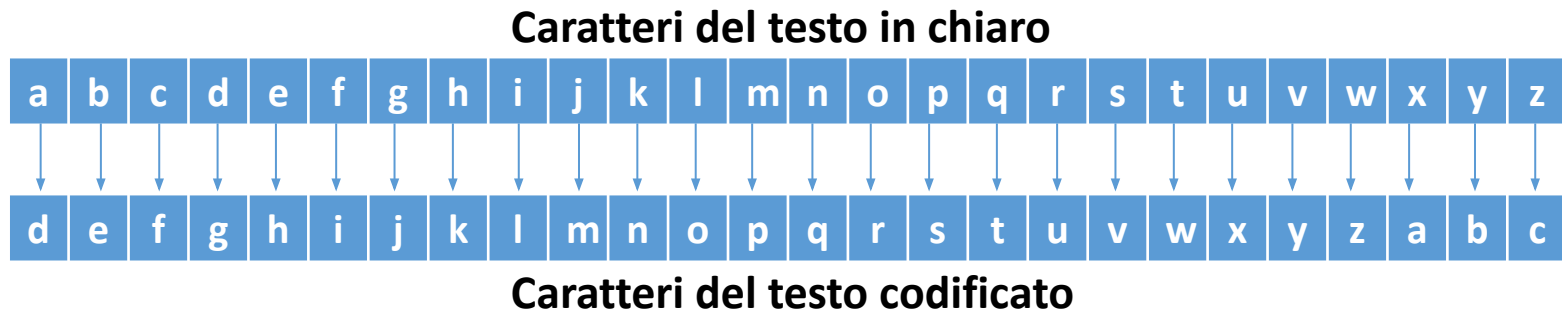 Caratteri del testo in chiaro
a b c d e f g h i j k l m n o p q r s t u v w x y z
d e f g h i j k l m n o p q r s t u v w x y z a b c
Caratteri del testo codificato